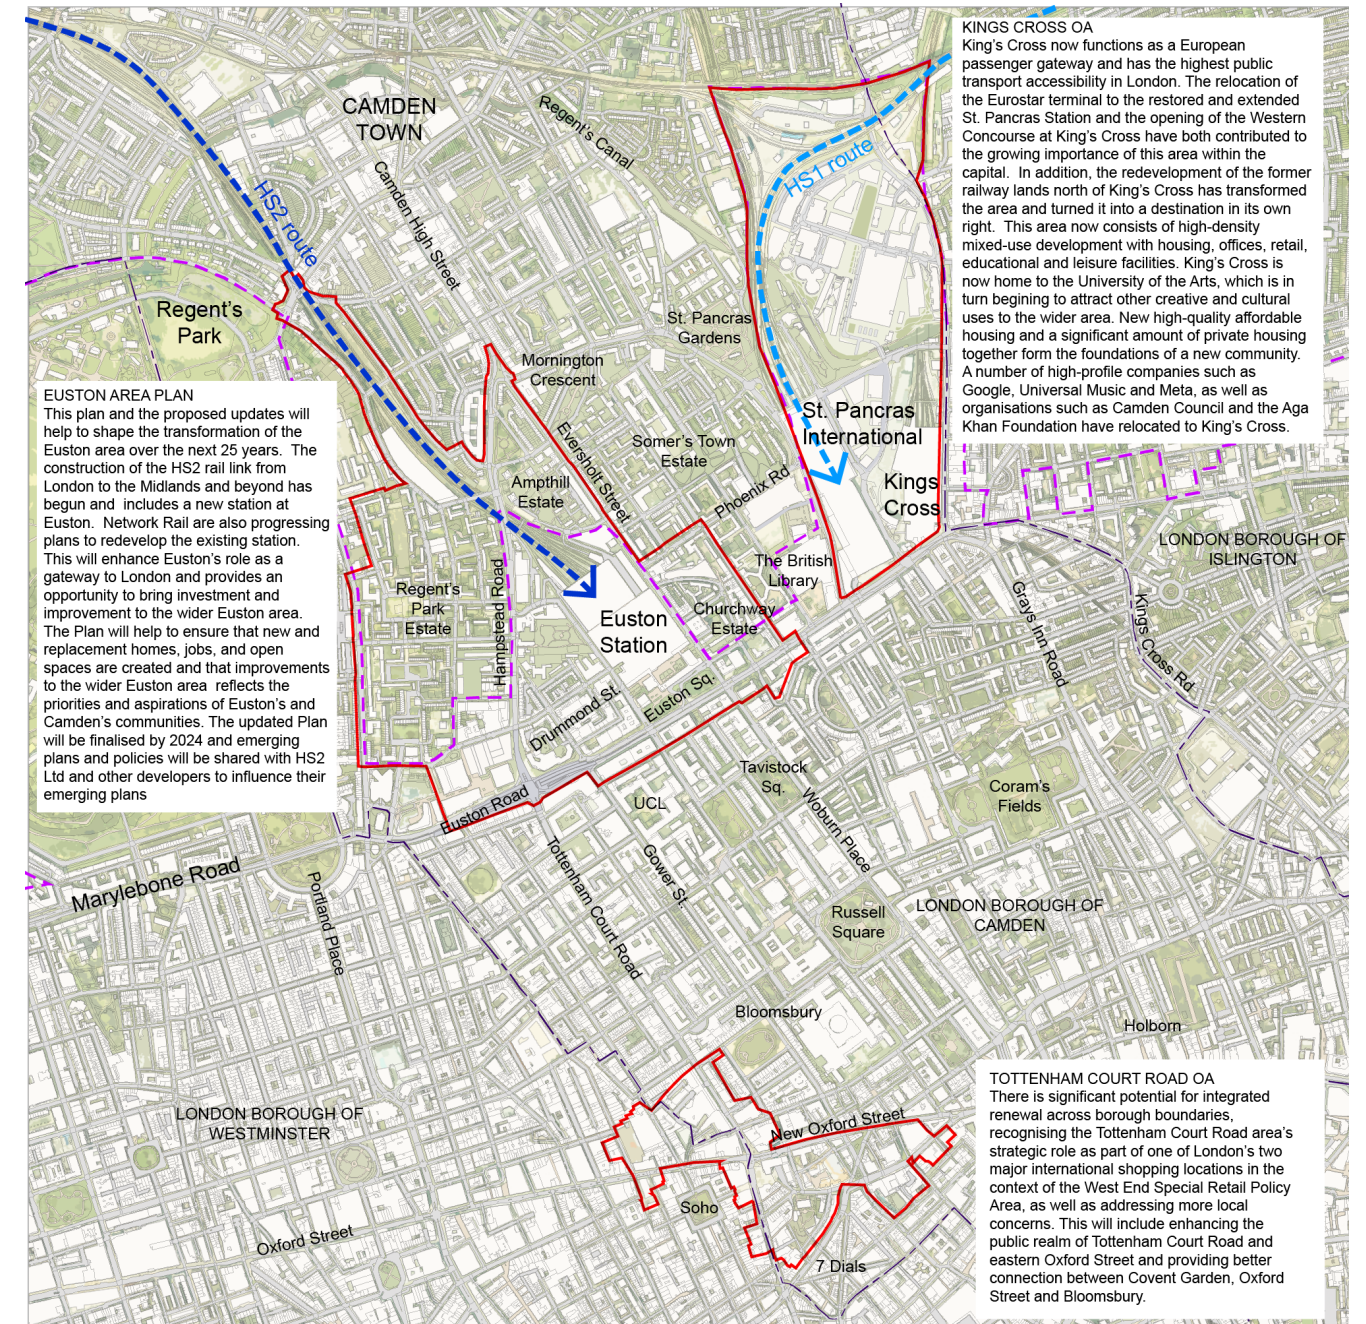 KINGS CROSS OA
King’s Cross now functions as a European
passenger gateway and has the highest public
transport accessibility in London. The relocation of
the Eurostar terminal to the restored and extended
St. Pancras Station and the opening of the Western
Concourse at King’s Cross have both contributed to
the growing importance of this area within the
capital.  In addition, the redevelopment of the former
railway lands north of King’s Cross has transformed
the area and turned it into a destination in its own
right.  This area now consists of high-density
mixed-use development with housing, offices, retail,
educational and leisure facilities. King’s Cross is
now home to the University of the Arts, which is in
turn begining to attract other creative and cultural
uses to the wider area. New high-quality affordable
housing and a significant amount of private housing
together form the foundations of a new community.
A number of high-profile companies such as
Google, Universal Music and Meta, as well as
organisations such as Camden Council and the Aga
Khan Foundation have relocated to King’s Cross.
CAMDEN
TOWN
Regent’s Canal
HS1 route
Camden High Street
HS2 route
Regent’s
Park
St. Pancras
Gardens
Mornington
Crescent
EUSTON AREA PLAN
This plan and the proposed updates will
help to shape the transformation of the
Euston area over the next 25 years.  The
construction of the HS2 rail link from
London to the Midlands and beyond has
begun and  includes a new station at
Euston.  Network Rail are also progressing
plans to redevelop the existing station.
This will enhance Euston’s role as a
gateway to London and provides an
opportunity to bring investment and
improvement to the wider Euston area.
The Plan will help to ensure that new and
replacement homes, jobs, and open
spaces are created and that improvements
to the wider Euston area  reflects the
priorities and aspirations of Euston’s and
Camden’s communities. The updated Plan
will be finalised by 2024 and emerging
plans and policies will be shared with HS2
Ltd and other developers to influence their
emerging plans
St. Pancras
International
Eversholt Street
Somer’s Town
Estate
Ampthill
Estate
Phoenix Rd
Kings
Cross
LONDON BOROUGH OF
ISLINGTON
The British
Library
Regent’s
Park
Estate
Hampstead Road
Euston
Station
Churchway
Estate
Grays Inn Road
Kings Cross Rd
Drummond St.
Euston Sq.
Euston Road
Tavistock
Sq.
UCL
Woburn Place
Coram’s
Fields
Marylebone Road
Portland Place
Tottenham Court Road
Gower St.
Russell
Square
LONDON BOROUGH OF
CAMDEN
Bloomsbury
Holborn
LONDON BOROUGH OF
WESTMINSTER
New Oxford Street
Soho
Oxford Street
7 Dials
TOTTENHAM COURT ROAD OA
There is significant potential for integrated
renewal across borough boundaries,
recognising the Tottenham Court Road area’s
strategic role as part of one of London’s two
major international shopping locations in the
context of the West End Special Retail Policy
Area, as well as addressing more local
concerns. This will include enhancing the
public realm of Tottenham Court Road and
eastern Oxford Street and providing better
connection between Covent Garden, Oxford
Street and Bloomsbury.